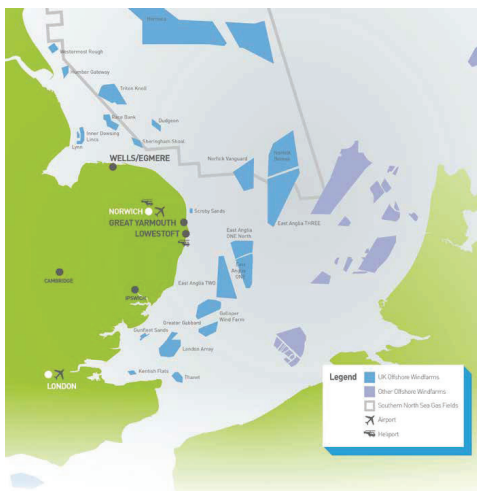 Hornsea
Westermost Rough
Humber Gateway
Triton Knoll
Race Bank
Dudgeon
Inner Dowsing
Lincs
Sheringham Shoal
Lynn
WELLS/EGMERE
Norfolk Vanguard
Norfolk
Boreas
NORWICH
Scroby Sands
GREAT YARMOUTH
LOWESTOFT
East Anglia THREE
East Anglia
ONE North
East
Anglia
ONE
CAMBRIDGE
East Anglia TWO
IPSWICH
Galloper
Wind Farm
Greater Gabbard
Gunfleet Sands
London Array
Kentish Flats
Thanet
LONDON
Legend
UK Offshore Windfarms
Other Offshore Windfarms
Southern North Sea Gas Fields
Airport
Heliport